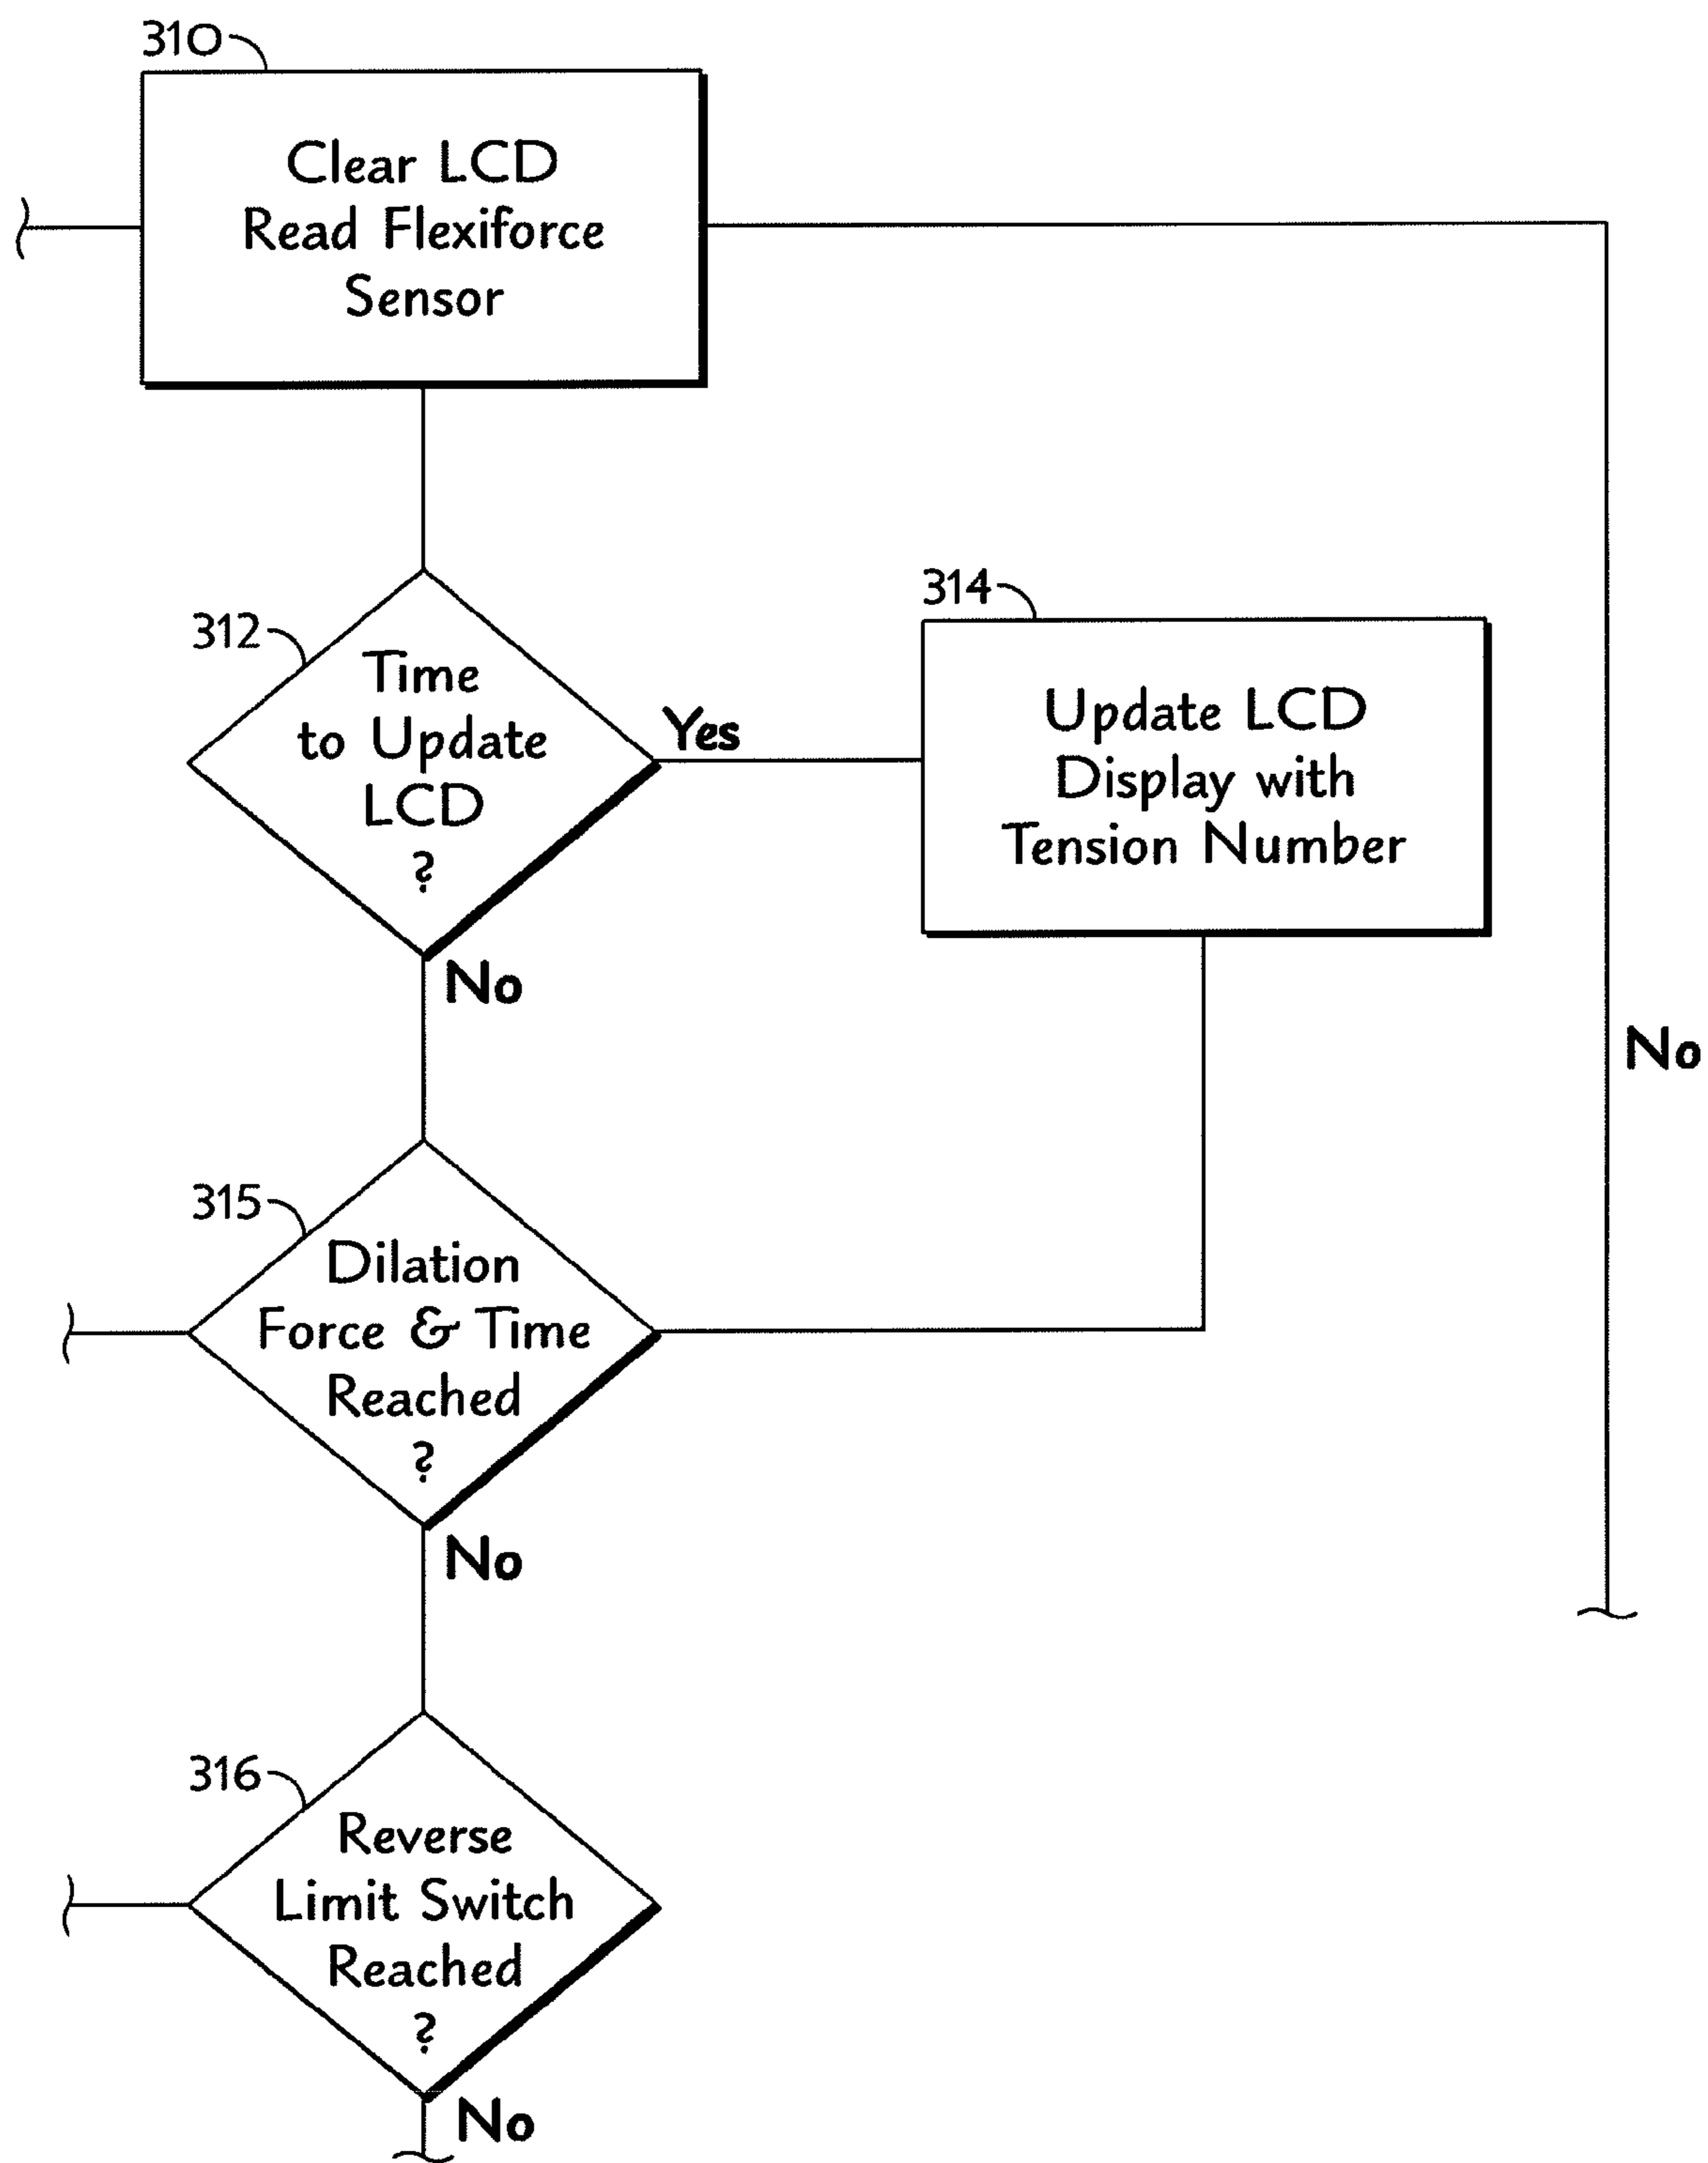 310
Clear LCD
Read Flexiforce
Sensor
312
Time
to Update
LCD
?
Yes
314
Update LCD
Display with
Tension Number
No
No
315
Dilation
Force & Time
Reached
?
No
316
Reverse
Limit Switch
Reached
?
No